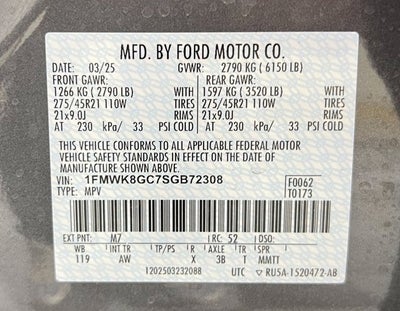 MFD. BY FORD MOTOR CO.
DATE: 03/25 GVWR: 2790 KG ( 6150 LB)
FRONT GAWR: REAR GAWR:
1266 KG ( 2790 LB) WITH 1597 KG ( 3520 LB) WITH
275/45R21 110W TIRES 275/45R21 110W TIRES
21x9.0J RIMS 21x9.0J RIMS
AT 230 kPa/ 33 PSI COLD AT 230 kPa/ 33 PSI COLD
THIS VEHICLE CONFORMS TO ALL APPLICABLE FEDERAL MOTOR
VEHICLE SAFETY AND THEFT PREVENTION STANDARDS IN EFFECT ON THE DATE OF
MANUFACTURE SHOWN ABOVE.
VIN: 1FMWK8GC7SGB72308 F0062
TYPE: MPV T0173
EXT PNT: M7 RC: 52 DSO:
WB INT TR TP/PS R AXLE TR SPR
119 AW X 3B T MMTT
1202503232088 UTC RU5A-1520472-AB